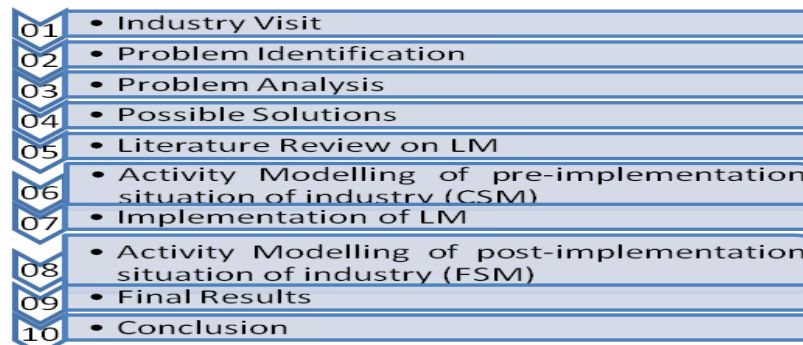 01 • Industry Visit
02 • Problem Identification
03 • Problem Analysis
04 • Possible Solutions
05 • Literature Review on LM
06 • Activity Modelling of pre-implementation
situation of industry (CSM)
07 • Implementation of LM
08 • Activity Modelling of post-implementation
situation of industry (FSM)
09 • Final Results
10 • Conclusion